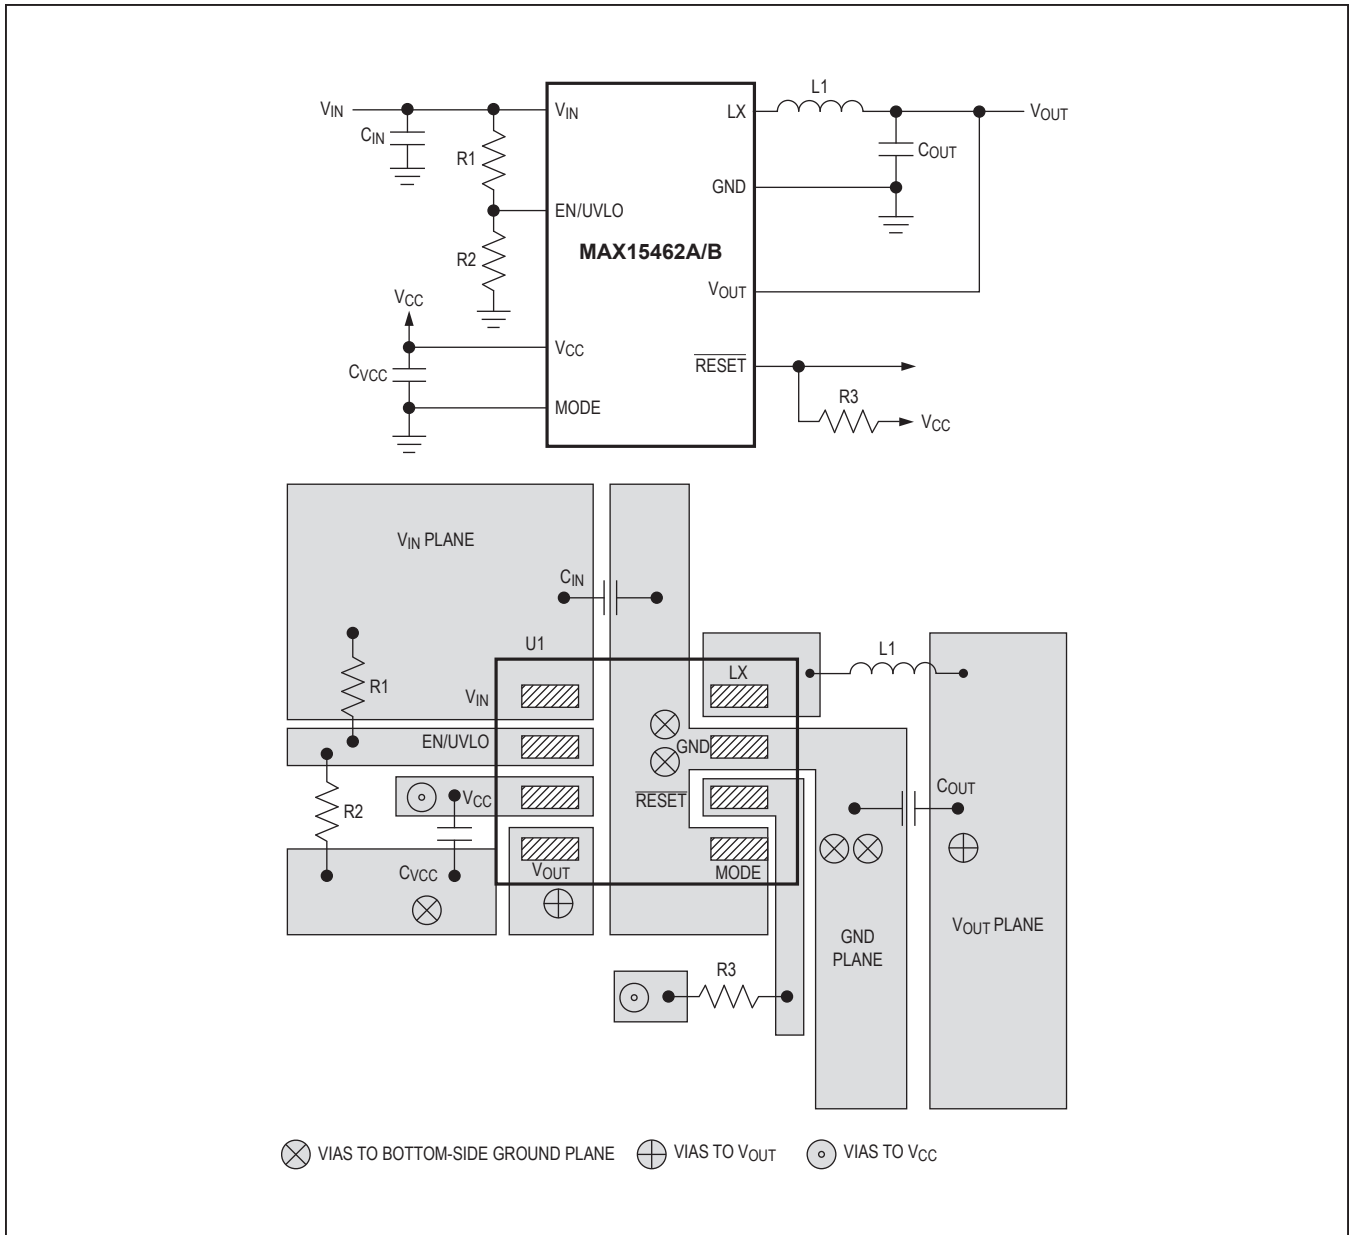 VIN
VIN
LX
L1
VOUT
CIN
R1
COUT
GND
EN/UVLO
MAX15462A/B
R2
VOUT
VCC
VCC
RESET
CVCC
R3
MODE
VCC
VIN PLANE
CIN
U1
L1
LX
R1
VIN
EN/UVLO
GND
COUT
VCC
RESET
R2
CVCC
VOUT
MODE
VOUT PLANE
GND
PLANE
R3
VIAS TO BOTTOM-SIDE GROUND PLANE
VIAS TO VOUT
VIAS TO VCC